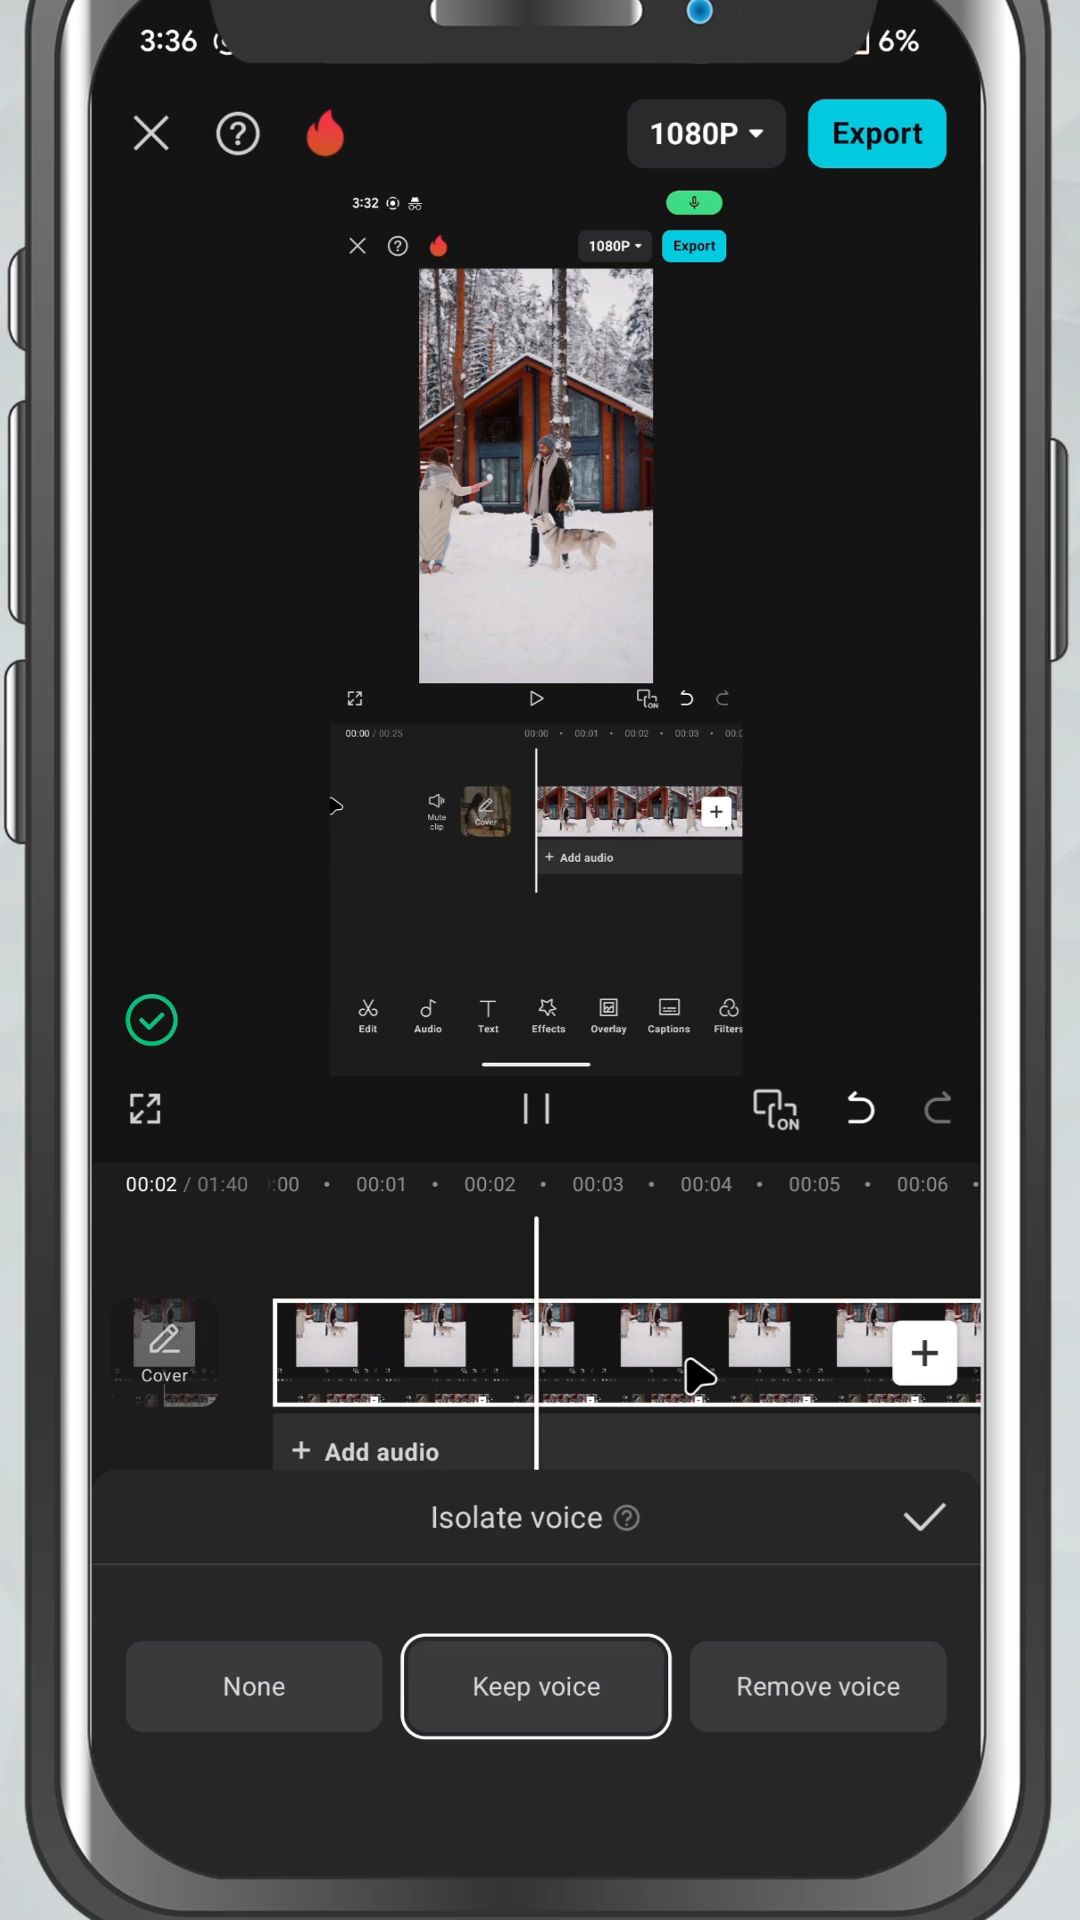 3:36 6%
1080P Export
3:32
1080P Export
00:00 / 00:25 00:00 00:01 00:02 00:03
Mute
clip
Cover
+ Add audio
Edit Audio Text Effects Overlay Captions Filters
ON
ON
00:02 / 01:40 :00 00:01 00:02 00:03 00:04 00:05 00:06
Cover
+ Add audio
Isolate voice ?
None Keep voice Remove voice